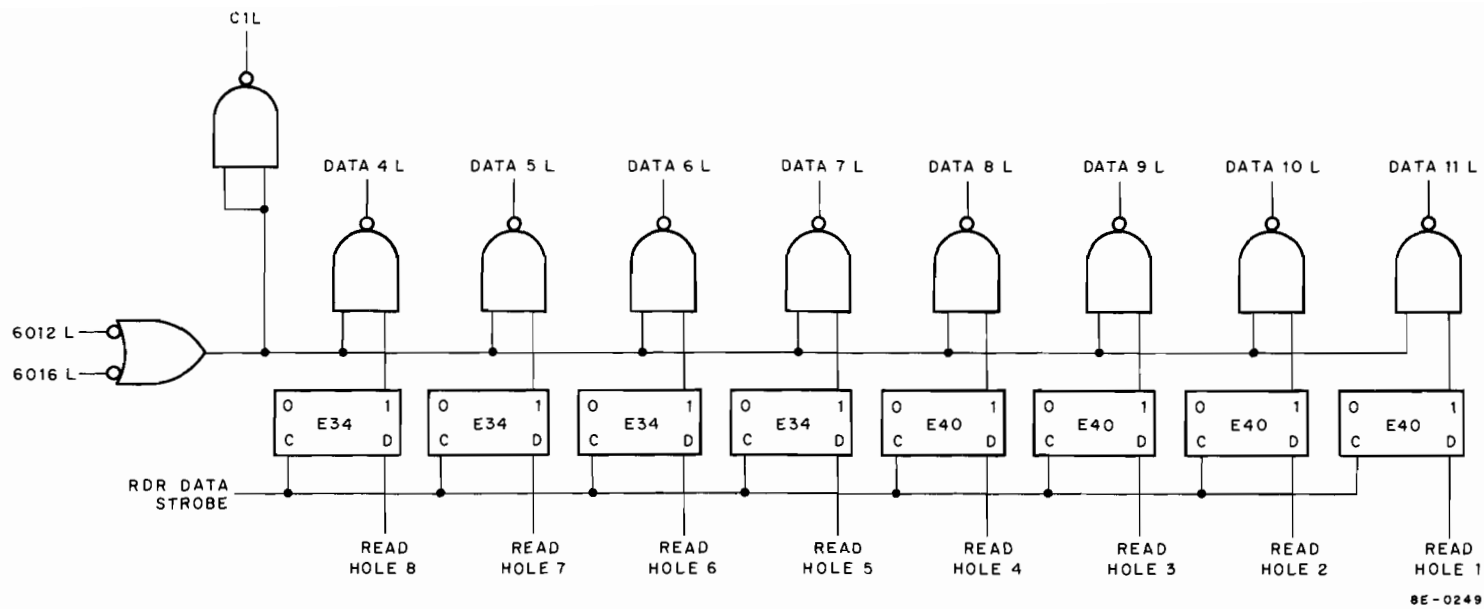 C1L
DATA 4 L DATA 5 L DATA 6 L DATA 7 L DATA 8 L DATA 9 L DATA 10 L DATA 11 L
6012 L
6016 L
0 1 0 1 0 1 0 1 0 1 0 1 0 1 0 1
E34 E34 E34 E34 E40 E40 E40 E40
C D C D C D C D C D C D C D C D
RDR DATA
STROBE
READ READ READ READ READ READ READ READ
HOLE 8 HOLE 7 HOLE 6 HOLE 5 HOLE 4 HOLE 3 HOLE 2 HOLE 1
8E-0249